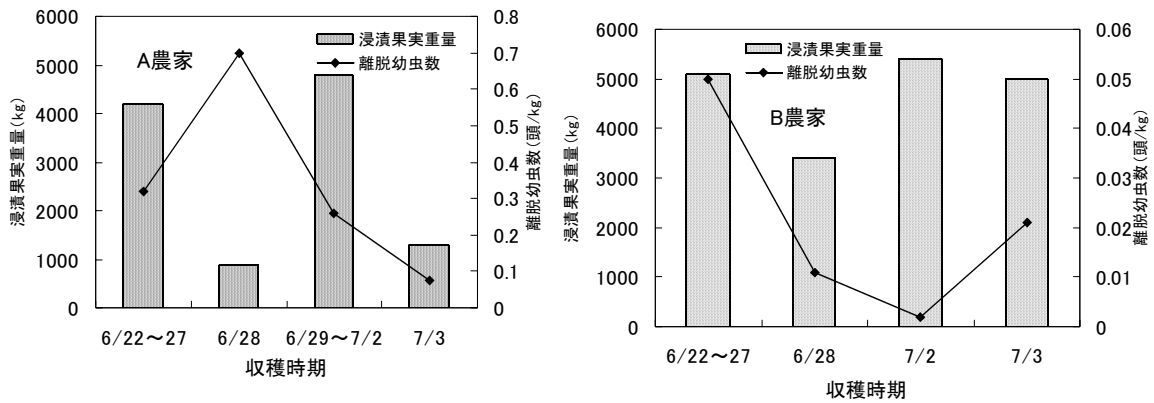 A農家
浸漬果実重量
離脱幼虫数
浸漬果実重量(kg)
6000
5000
4000
3000
2000
1000
0
離脱幼虫数(頭/kg)
0.8
0.7
0.6
0.5
0.4
0.3
0.2
0.1
0
6/22～27 6/28 6/29～7/2 7/3
収穫時期
B農家
浸漬果実重量
離脱幼虫数
浸漬果実重量(kg)
6000
5000
4000
3000
2000
1000
0
離脱幼虫数(頭/kg)
0.06
0.05
0.04
0.03
0.02
0.01
0
6/22～27 6/28 7/2 7/3
収穫時期